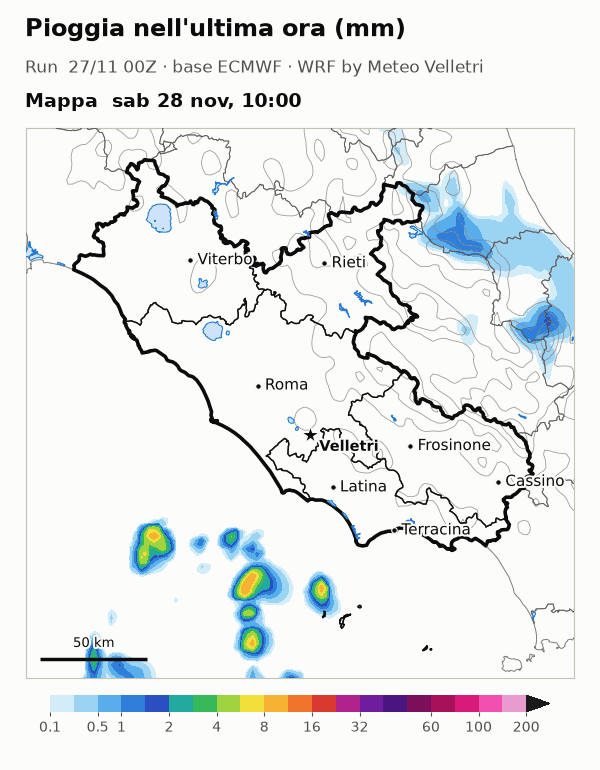 Pioggia nell'ultima ora (mm)
Run  27/11 00Z · base ECMWF · WRF by Meteo Velletri
Mappa  sab 28 nov, 10:00
Viterbo
Rieti
Roma
Velletri
Frosinone
Cassino
Latina
Terracina
50 km
0.1 0.5 1 2 4 8 16 32 60 100 200